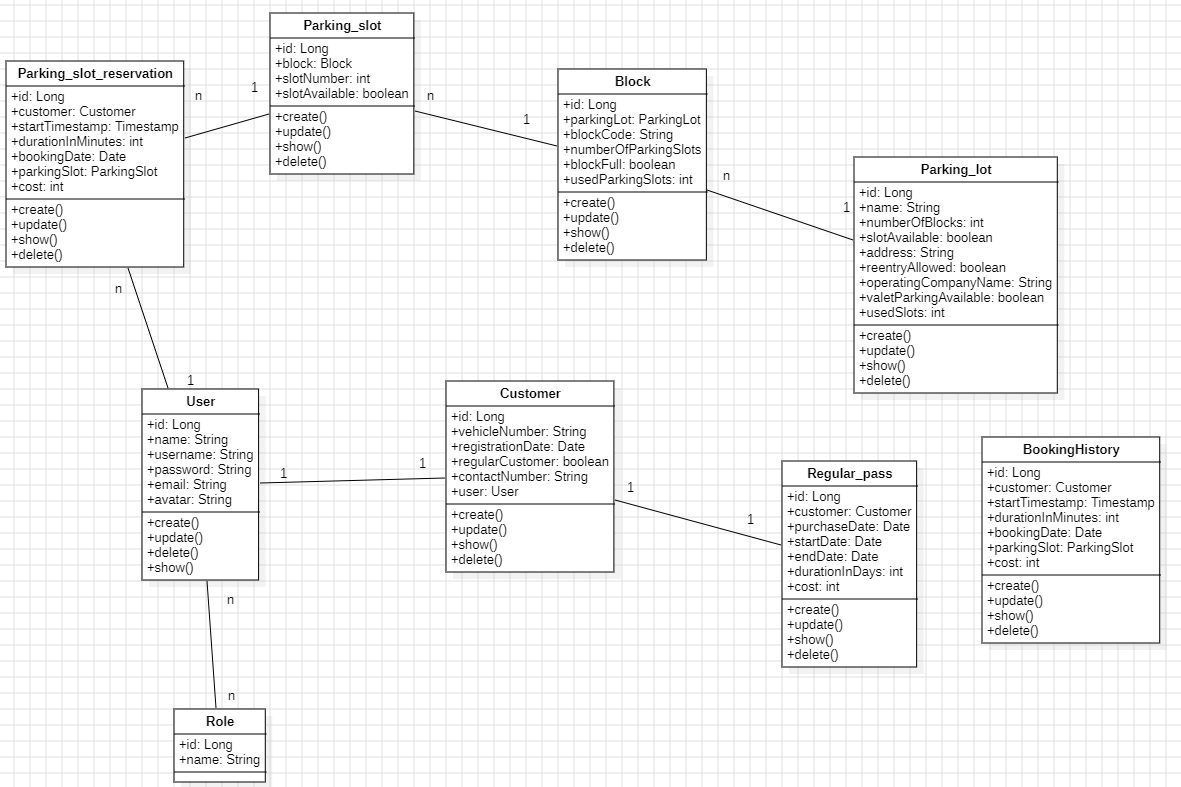 Parking_slot
+id: Long
+block: Block
+slotNumber: int
+slotAvailable: boolean
+create()
+update()
+show()
+delete()
Parking_slot_reservation
+id: Long
+customer: Customer
+startTimestamp: Timestamp
+durationInMinutes: int
+bookingDate: Date
+parkingSlot: ParkingSlot
+cost: int
+create()
+update()
+show()
+delete()
n
1
n
1
Block
+id: Long
+parkingLot: ParkingLot
+blockCode: String
+numberOfParkingSlots
+blockFull: boolean
+usedParkingSlots: int
+create()
+update()
+show()
+delete()
n
1
Parking_lot
+id: Long
+name: String
+numberOfBlocks: int
+slotAvailable: boolean
+address: String
+reentryAllowed: boolean
+operatingCompanyName: String
+valetParkingAvailable: boolean
+usedSlots: int
+create()
+update()
+show()
+delete()
n
1
User
+id: Long
+name: String
+username: String
+password: String
+email: String
+avatar: String
+create()
+update()
+delete()
+show()
1
1
Customer
+id: Long
+vehicleNumber: String
+registrationDate: Date
+regularCustomer: boolean
+contactNumber: String
+user: User
+create()
+update()
+show()
+delete()
1
1
Regular_pass
+id: Long
+customer: Customer
+purchaseDate: Date
+startDate: Date
+endDate: Date
+durationInDays: int
+cost: int
+create()
+update()
+show()
+delete()
BookingHistory
+id: Long
+customer: Customer
+startTimestamp: Timestamp
+durationInMinutes: int
+bookingDate: Date
+parkingSlot: ParkingSlot
+cost: int
+create()
+update()
+show()
+delete()
n
n
Role
+id: Long
+name: String